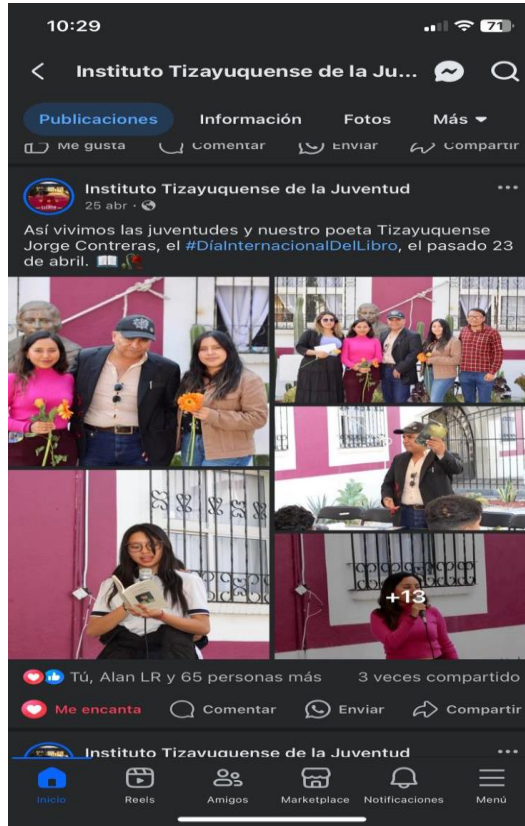 10:29
71
Instituto Tizayuquense de la Ju...
Publicaciones Información Fotos Más
Me gusta Comentar Enviar Compartir
Instituto Tizayuquense de la Juventud
25 abr ·
Así vivimos las juventudes y nuestro poeta Tizayuquense
Jorge Contreras, el #DíaInternacionalDelLibro, el pasado 23
de abril. 📖🥀
+13
Tú, Alan LR y 65 personas más 3 veces compartido
Me encanta Comentar Enviar Compartir
Instituto Tizayuquense de la Juventud
Inicio Reels Amigos Marketplace Notificaciones Menú